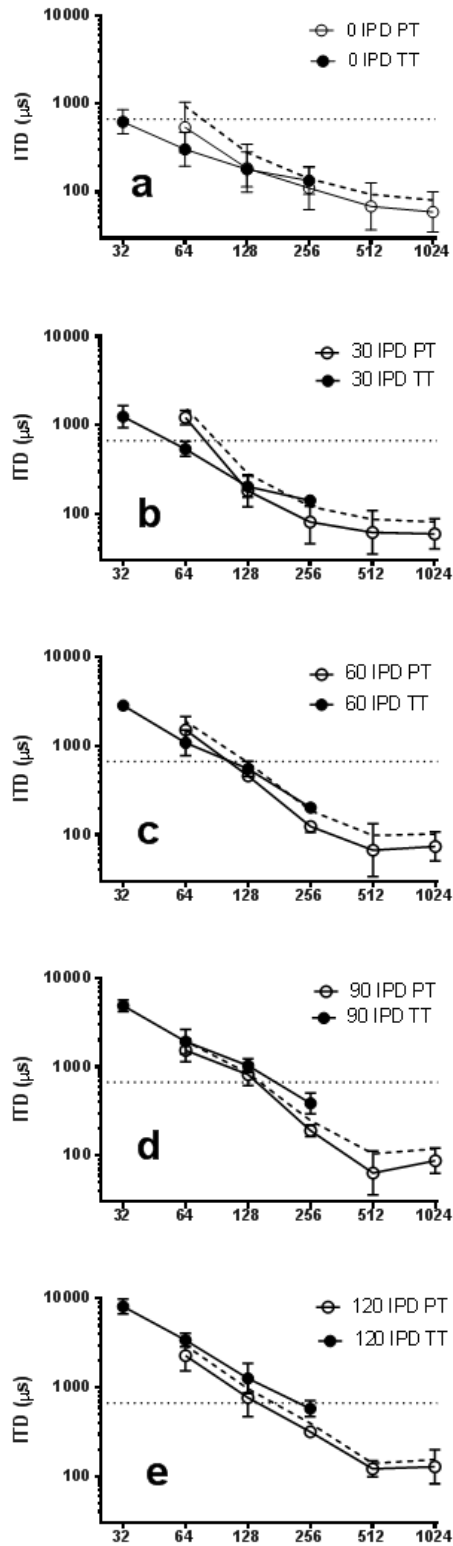 10000
0 IPD PT
0 IPD TT
1000
ITD (µs)
100
a
32 64 128 256 512 1024
10000
30 IPD PT
30 IPD TT
1000
ITD (µs)
100
b
32 64 128 256 512 1024
10000
60 IPD PT
60 IPD TT
1000
ITD (µs)
100
c
32 64 128 256 512 1024
10000
90 IPD PT
90 IPD TT
1000
ITD (µs)
100
d
32 64 128 256 512 1024
10000
120 IPD PT
120 IPD TT
1000
ITD (µs)
100
e
32 64 128 256 512 1024